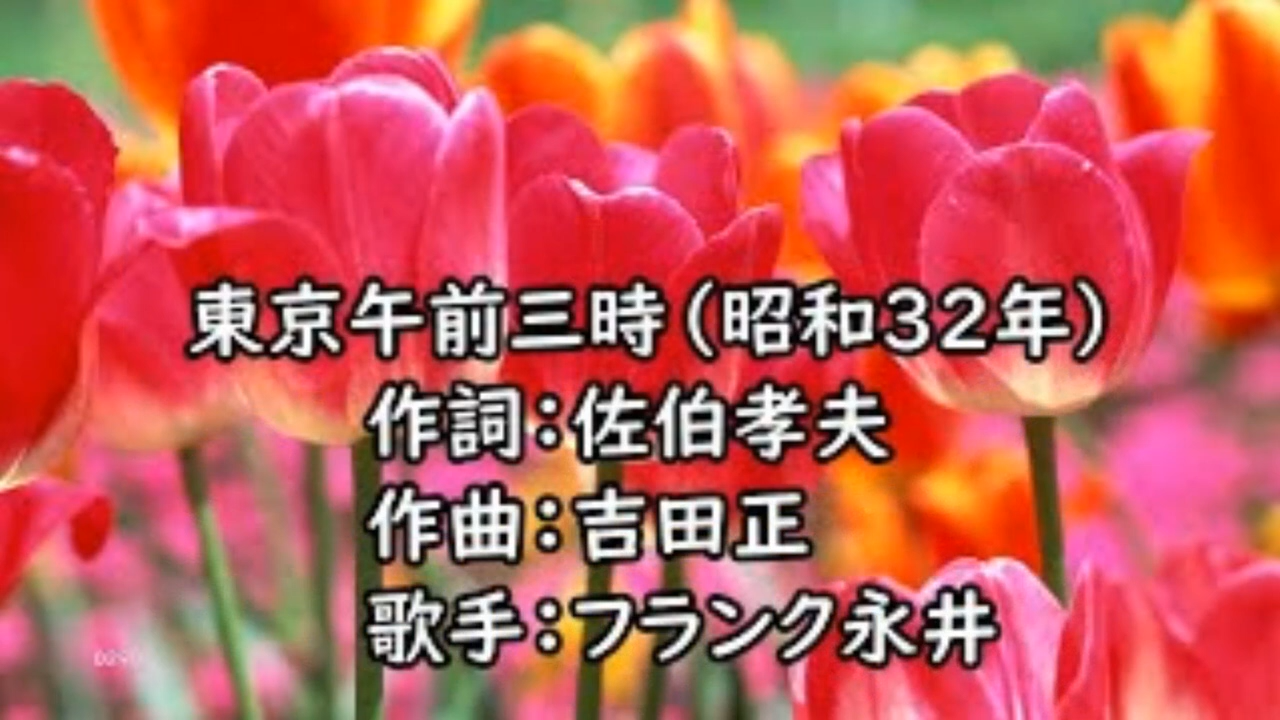 東京午前三時（昭和32年）
作詞：佐伯孝夫
作曲：吉田正
歌手：フランク永井